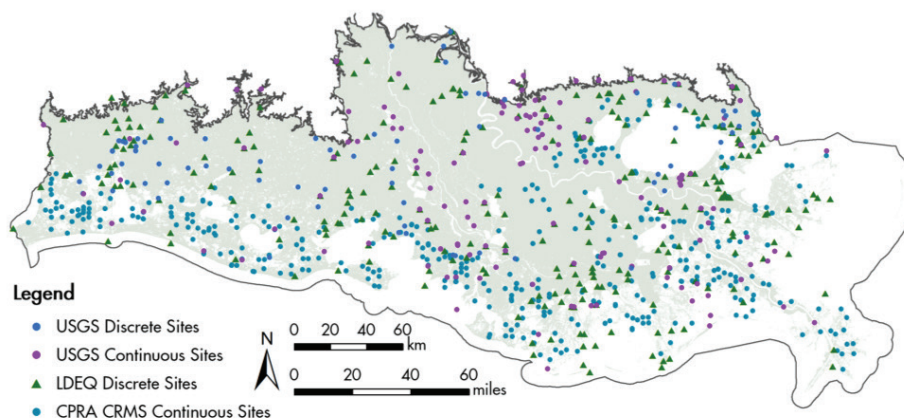 Legend
USGS Discrete Sites
USGS Continuous Sites
LDEQ Discrete Sites
CPRA CRMS Continuous Sites
N
0 20 40 60
km
0 20 40 60
miles